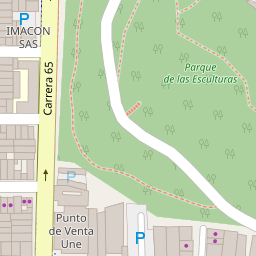 P
IMACON
SAS
Carrera 65
Parque
de las Esculturas
Punto
de Venta
Une
P
P